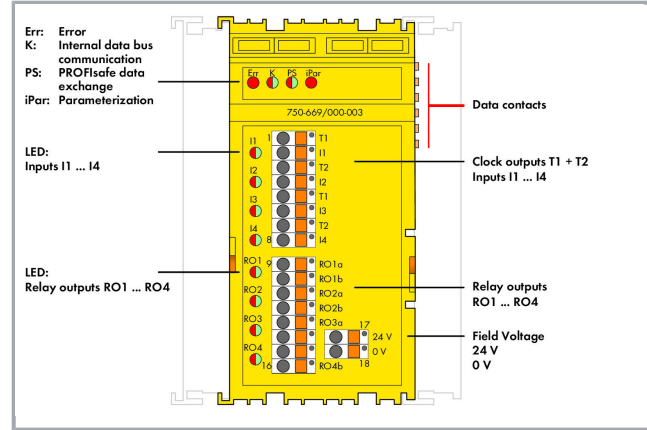 Err: Error
K: Internal data bus
communication
PS: PROFIsafe data
exchange
iPar: Parameterization
Err K PS iPar
Data contacts
750-669/000-003
LED:
Inputs I1 ... I4
I1 1 T1
I1
I2 T2
I2
I3 T1
I3
I4 T2
8 I4
Clock outputs T1 + T2
Inputs I1 ... I4
LED:
Relay outputs RO1 ... RO4
RO1 9 RO1a
RO1b
RO2 RO2a
RO2b
RO3 RO3a 17
24 V
RO4 0 V
16 RO4b 18
Relay outputs
RO1 ... RO4
Field Voltage
24 V
0 V